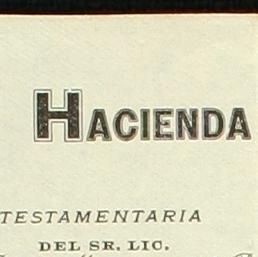 HACIENDA
TESTAMENTARIA
DEL SR. LIC.